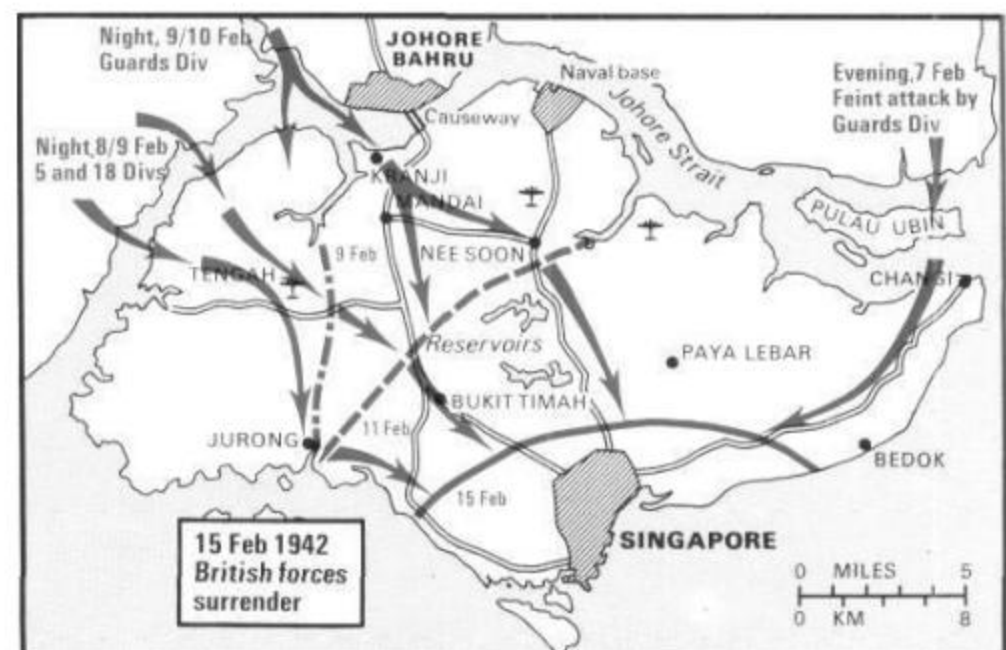 Night, 9/10 Feb
Guards Div
JOHORE
BAHRU
Naval base
Causeway
Johore Strait
Evening, 7 Feb
Feint attack by
Guards Div
Night, 8/9 Feb
5 and 18 Divs
KRANJI
MANDAI
PULAU UBIN
NEE SOON
9 Feb
TENGAH
CHANGI
Reservoirs
PAYA LEBAR
BUKIT TIMAH
11 Feb
JURONG
BEDOK
15 Feb
15 Feb 1942
British forces
surrender
SINGAPORE
0 MILES 5
0 KM 8